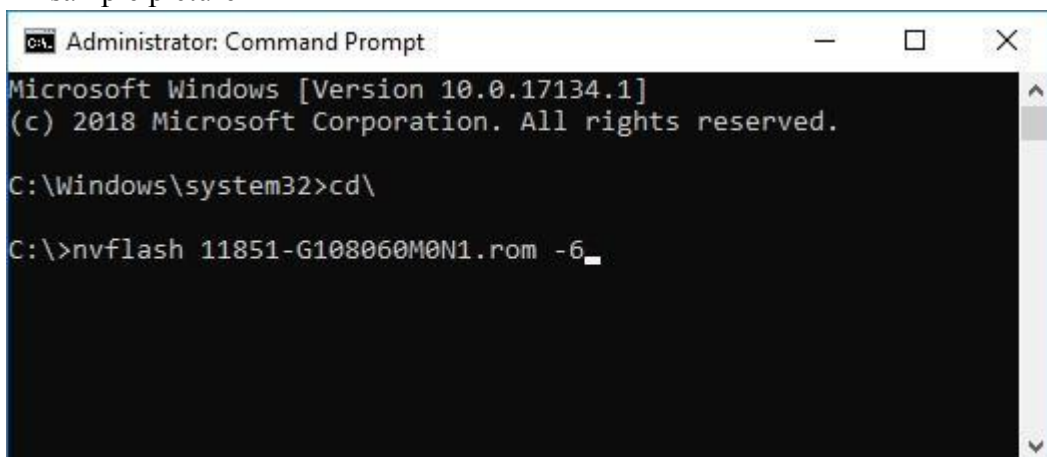 Administrator: Command Prompt
Microsoft Windows [Version 10.0.17134.1]
(c) 2018 Microsoft Corporation. All rights reserved.
C:\Windows\system32>cd\
C:\>nvflash 11851-G108060M0N1.rom -6